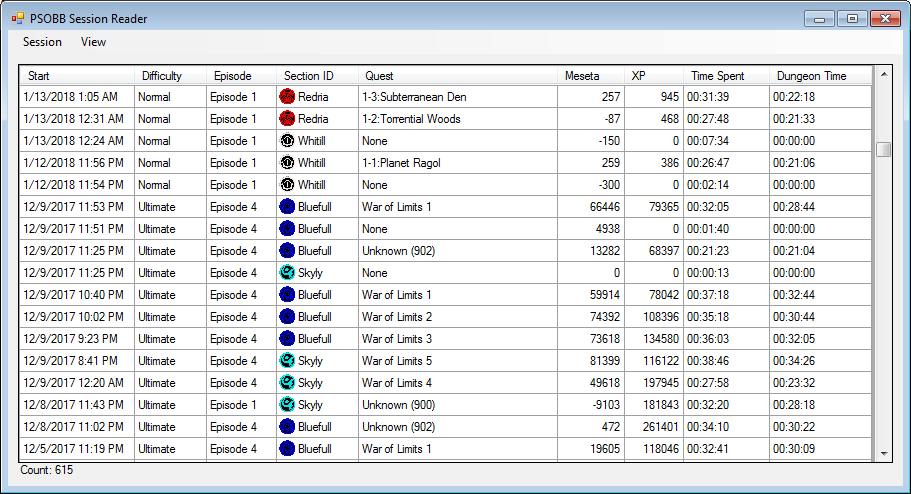 PSOBB Session Reader
Session View
Start Difficulty Episode Section ID Quest Meseta XP Time Spent Dungeon Time
1/13/2018 1:05 AM Normal Episode 1 Redria 1-3:Subterranean Den 257 945 00:31:39 00:22:18
1/13/2018 12:31 AM Normal Episode 1 Redria 1-2:Torrential Woods -87 468 00:27:48 00:21:33
1/13/2018 12:24 AM Normal Episode 1 Whitill None -150 0 00:07:34 00:00:00
1/12/2018 11:56 PM Normal Episode 1 Whitill 1-1:Planet Ragol 259 386 00:26:47 00:21:06
1/12/2018 11:54 PM Normal Episode 1 Whitill None -300 0 00:02:14 00:00:00
12/9/2017 11:53 PM Ultimate Episode 4 Bluefull War of Limits 1 66446 79365 00:32:05 00:28:44
12/9/2017 11:51 PM Ultimate Episode 4 Bluefull None 4938 0 00:01:40 00:00:00
12/9/2017 11:25 PM Ultimate Episode 4 Bluefull Unknown (902) 13282 68397 00:21:23 00:21:04
12/9/2017 11:25 PM Ultimate Episode 4 Skyly None 0 0 00:00:13 00:00:00
12/9/2017 10:40 PM Ultimate Episode 4 Bluefull War of Limits 1 59914 78042 00:37:18 00:32:44
12/9/2017 10:02 PM Ultimate Episode 4 Bluefull War of Limits 2 74392 108396 00:35:18 00:30:44
12/9/2017 9:23 PM Ultimate Episode 4 Bluefull War of Limits 3 73618 134580 00:36:03 00:32:05
12/9/2017 8:41 PM Ultimate Episode 4 Skyly War of Limits 5 81399 116122 00:38:46 00:34:26
12/9/2017 12:20 AM Ultimate Episode 4 Skyly War of Limits 4 49618 197945 00:27:58 00:23:32
12/8/2017 11:43 PM Ultimate Episode 1 Skyly Unknown (900) -9103 181843 00:32:20 00:28:18
12/8/2017 11:02 PM Ultimate Episode 4 Bluefull Unknown (902) 472 261401 00:34:10 00:30:22
12/5/2017 11:19 PM Ultimate Episode 4 Bluefull War of Limits 1 19605 118046 00:32:41 00:30:09
Count: 615